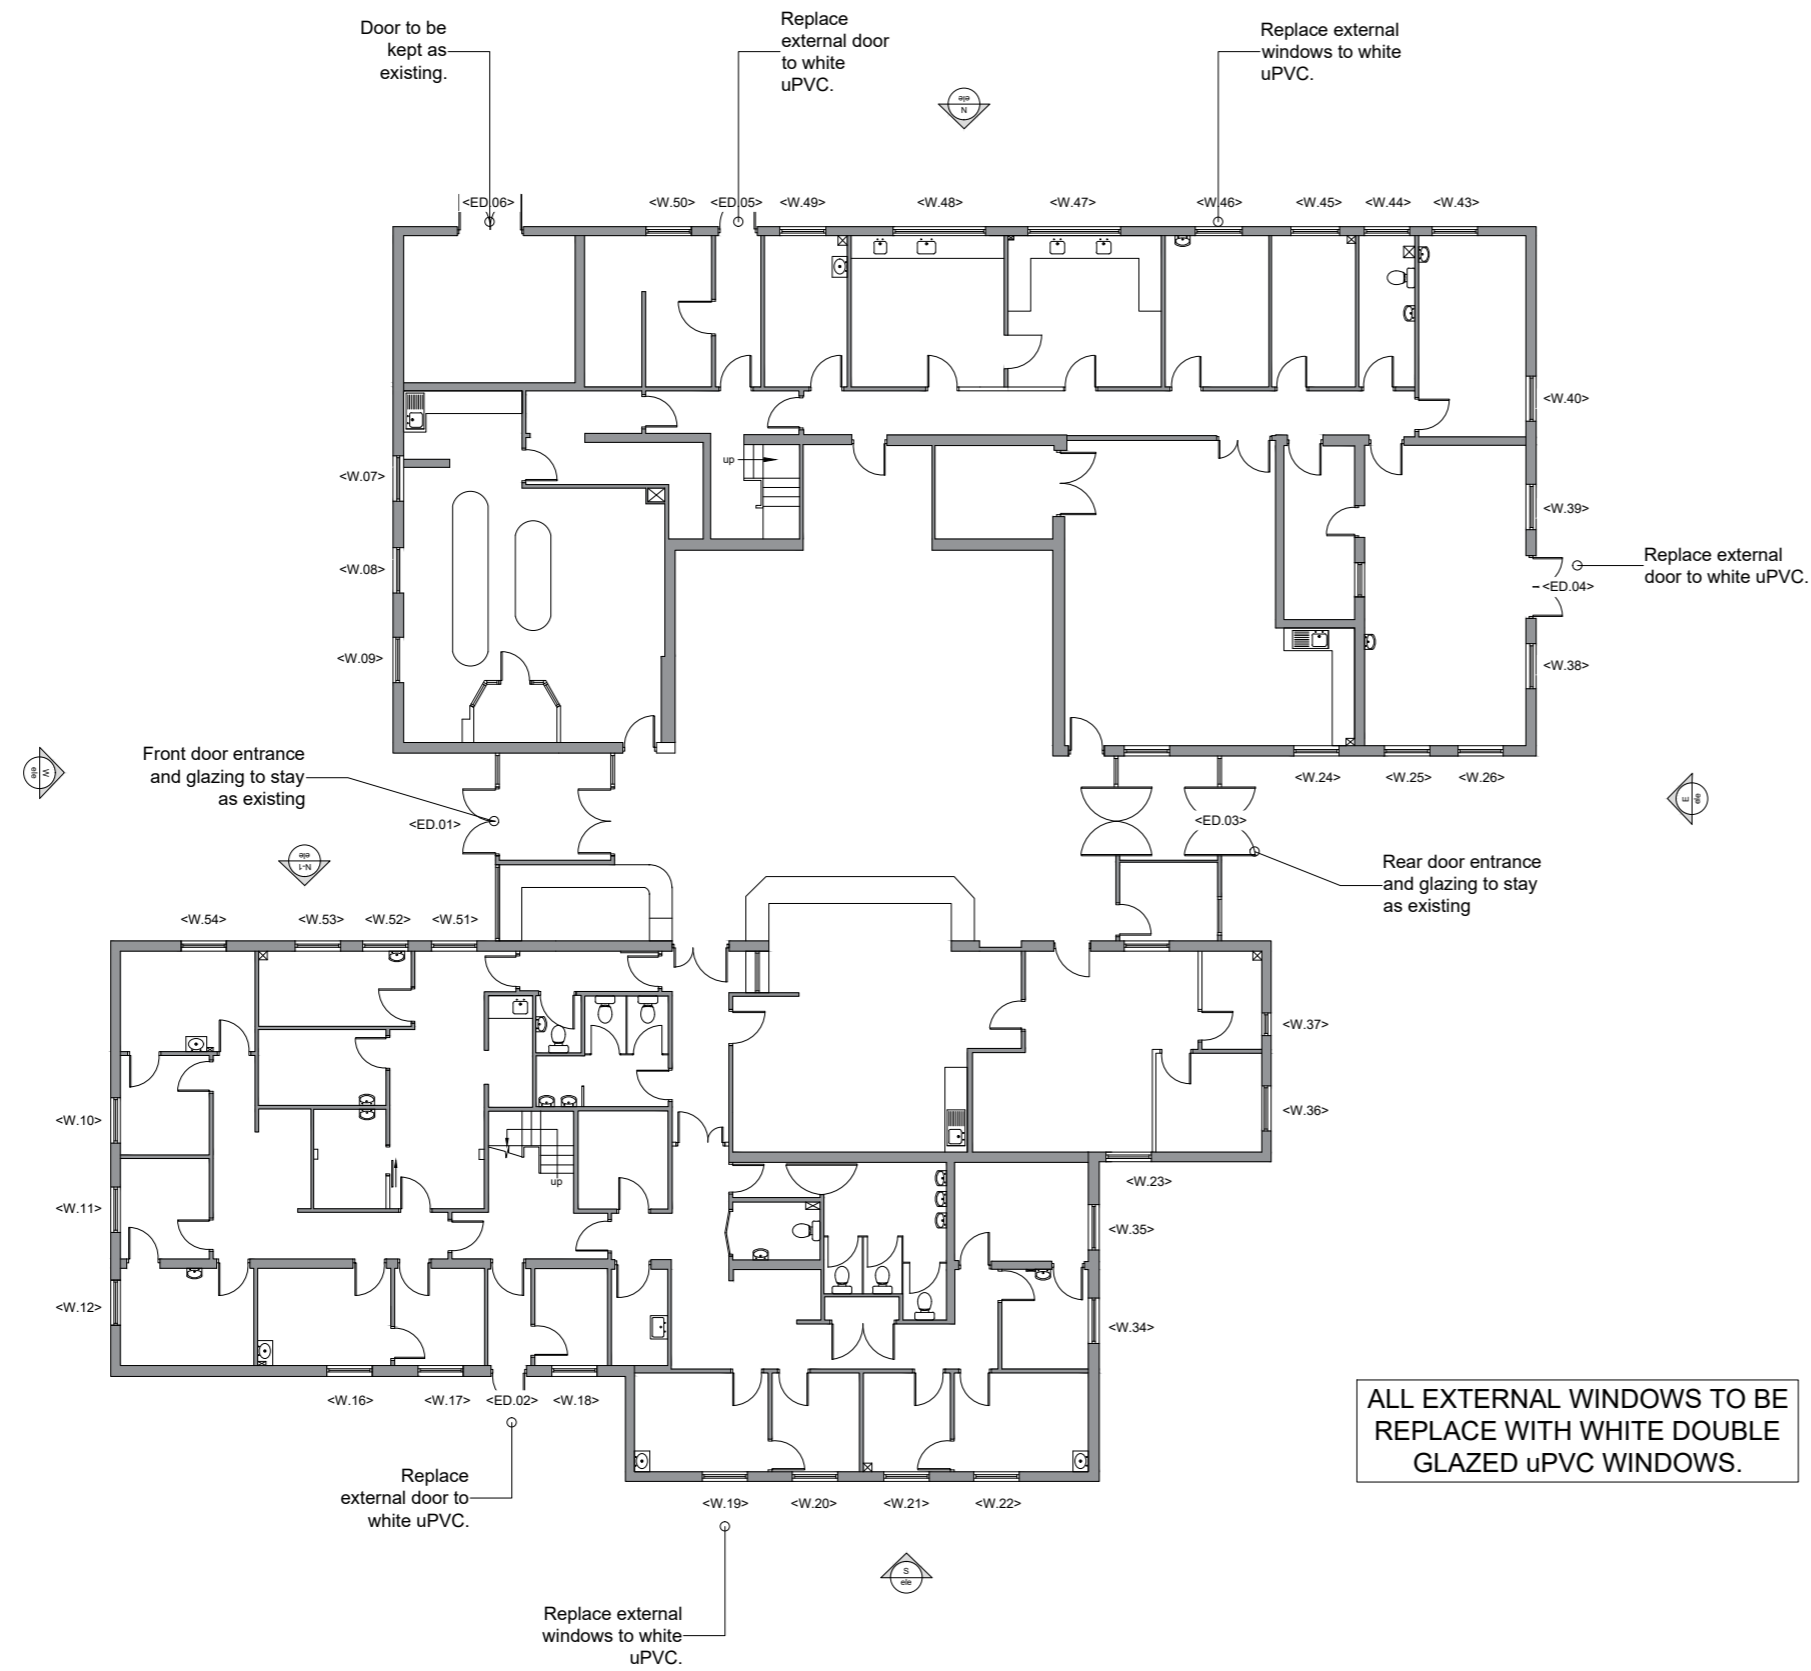 Door to be
kept as
existing.
Replace
external door
to white
uPVC.
Replace external
windows to white
uPVC.
N
ele
<ED.06>
<W.50>
<ED.05>
<W.49>
<W.48>
<W.47>
<W.46>
<W.45>
<W.44>
<W.43>
<W.40>
up
<W.07>
<W.39>
<W.08>
Replace external
door to white uPVC.
<ED.04>
<W.09>
<W.38>
Front door entrance
and glazing to stay
as existing
W
ele
<W.24>
<W.25>
<W.26>
E
ele
<ED.01>
<ED.03>
N-1
ele
Rear door entrance
and glazing to stay
as existing
<W.54>
<W.53>
<W.52>
<W.51>
<W.37>
<W.10>
<W.36>
up
<W.23>
<W.11>
<W.35>
<W.12>
<W.34>
<W.16>
<W.17>
<ED.02>
<W.18>
ALL EXTERNAL WINDOWS TO BE
REPLACE WITH WHITE DOUBLE
GLAZED uPVC WINDOWS.
Replace
external door to
white uPVC.
<W.19>
<W.20>
<W.21>
<W.22>
S
ele
Replace external
windows to white
uPVC.